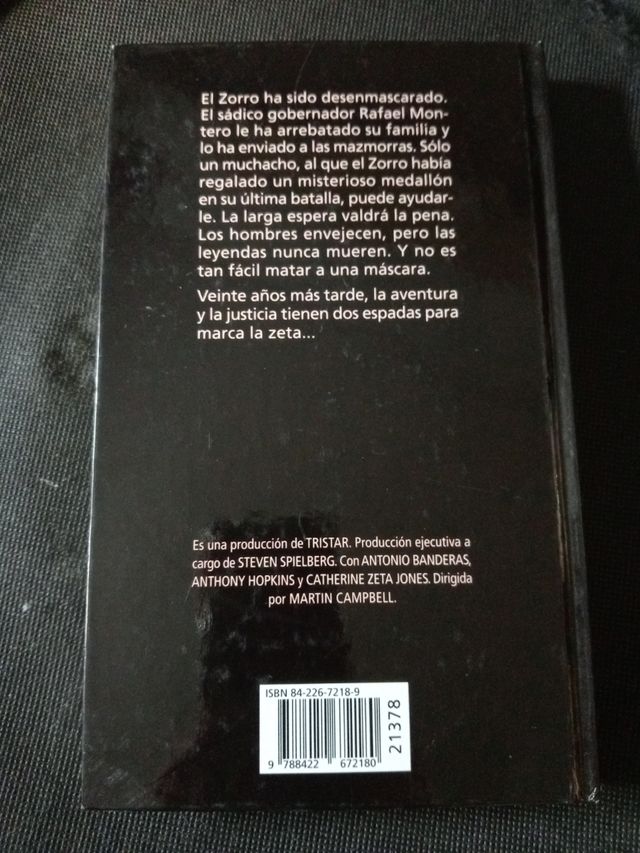 El Zorro ha sido desenmascarado.
El sádico gobernador Rafael Mon-
tero le ha arrebatado su familia y
lo ha enviado a las mazmorras. Sólo
un muchacho, al que el Zorro había
regalado un misterioso medallón
en su última batalla, puede ayudar-
le. La larga espera valdrá la pena.
Los hombres envejecen, pero las
leyendas nunca mueren. Y no es
tan fácil matar a una máscara.
Veinte años más tarde, la aventura
y la justicia tienen dos espadas para
marca la zeta...
Es una producción de TRISTAR. Producción ejecutiva a
cargo de STEVEN SPIELBERG. Con ANTONIO BANDERAS,
ANTHONY HOPKINS y CATHERINE ZETA JONES. Dirigida
por MARTIN CAMPBELL.
ISBN 84-226-7218-9
21378
9 788422 672180